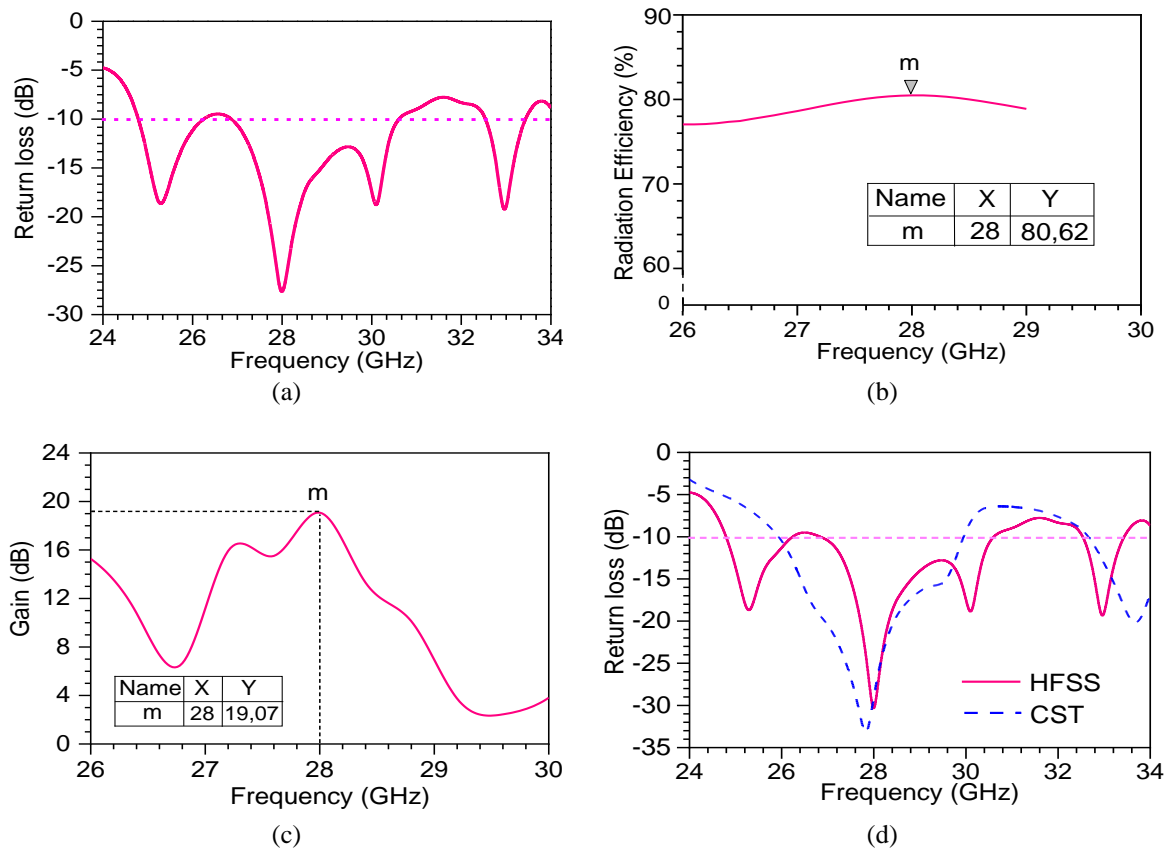 0
-5
-10
-15
-20
-25
-30
Return loss (dB)
24 26 28 30 32 34
Frequency (GHz)
(a)
90
80
70
60
0
Radiation Efficiency (%)
m
Name X Y
m 28 80,62
26 27 28 29 30
Frequency (GHz)
(b)
24
20
16
12
8
4
0
Gain (dB)
m
Name X Y
m 28 19,07
26 27 28 29 30
Frequency (GHz)
(c)
0
-5
-10
-15
-20
-25
-30
-35
Return loss (dB)
HFSS
CST
24 26 28 30 32 34
Frequency (GHz)
(d)